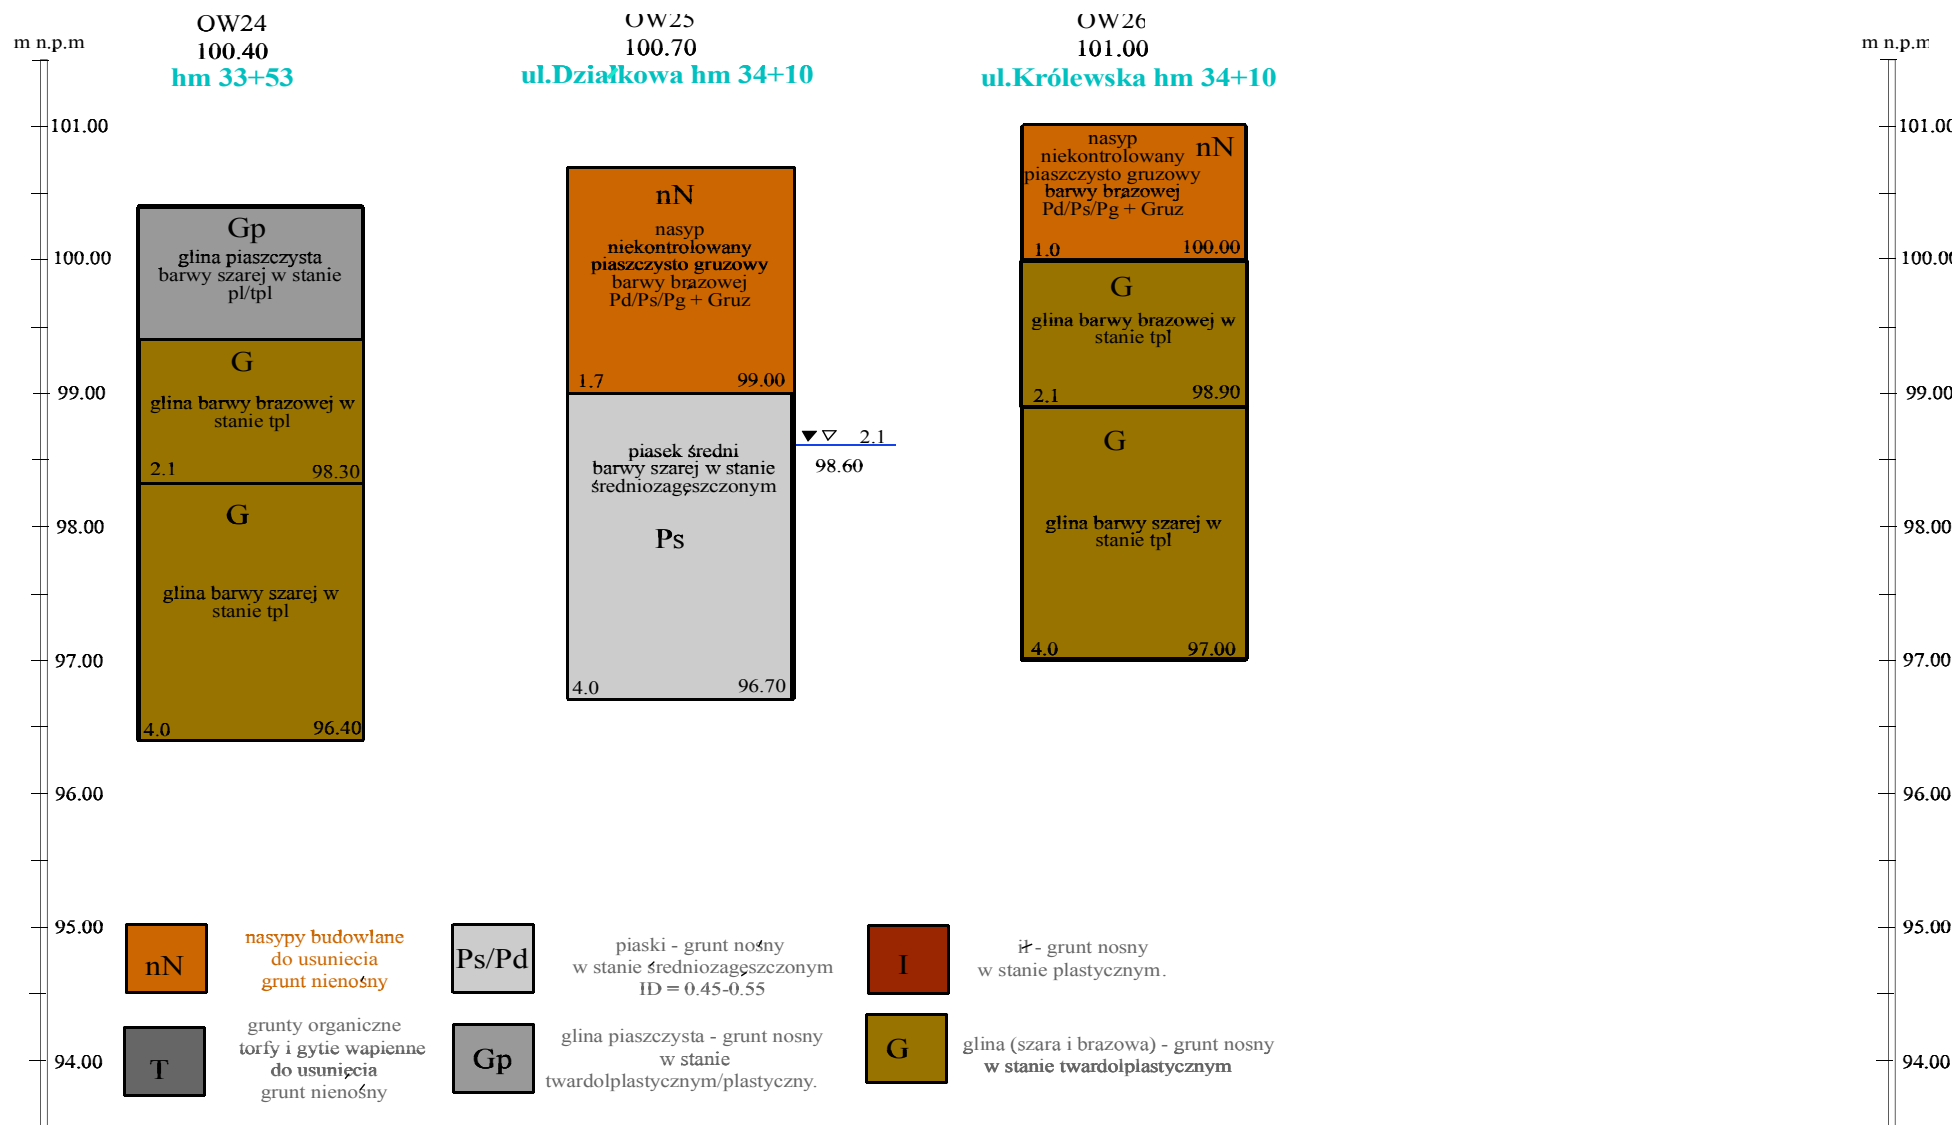 m n.p.m
OW24
100.40
hm 33+53
OW25
100.70
ul.Działkowa hm 34+10
OW26
101.00
ul.Królewska hm 34+10
m n.p.m
101.00
100.00
99.00
98.00
97.00
96.00
95.00
94.00
Gp
glina piaszczysta
barwy szarej w stanie
pl/tpl
G
glina barwy brazowej w
stanie tpl
2.1 98.30
G
glina barwy szarej w
stanie tpl
4.0 96.40
nN
nasyp
niekontrolowany
piaszczysto gruzowy
barwy brązowej
Pd/Ps/Pg + Gruz
1.7 99.00
piasek średni
barwy szarej w stanie
średniozagęszczonym
Ps
4.0 96.70
2.1
98.60
nasyp
niekontrolowany nN
piaszczysto gruzowy
barwy brązowej
Pd/Ps/Pg + Gruz
1.0 100.00
G
glina barwy brazowej w
stanie tpl
2.1 98.90
G
glina barwy szarej w
stanie tpl
4.0 97.00
101.00
100.00
99.00
98.00
97.00
96.00
95.00
94.00
nN
nasypy budowlane
do usuniecia
grunt nienośny
Ps/Pd
piaski - grunt nośny
w stanie średniozagęszczonym
ID = 0.45-0.55
I
ił - grunt nosny
w stanie plastycznym.
T
grunty organiczne
torfy i gytie wapienne
do usunięcia
grunt nienośny
Gp
glina piaszczysta - grunt nosny
w stanie
twardolplastycznym/plastyczny.
G
glina (szara i brazowa) - grunt nosny
w stanie twardolplastycznym